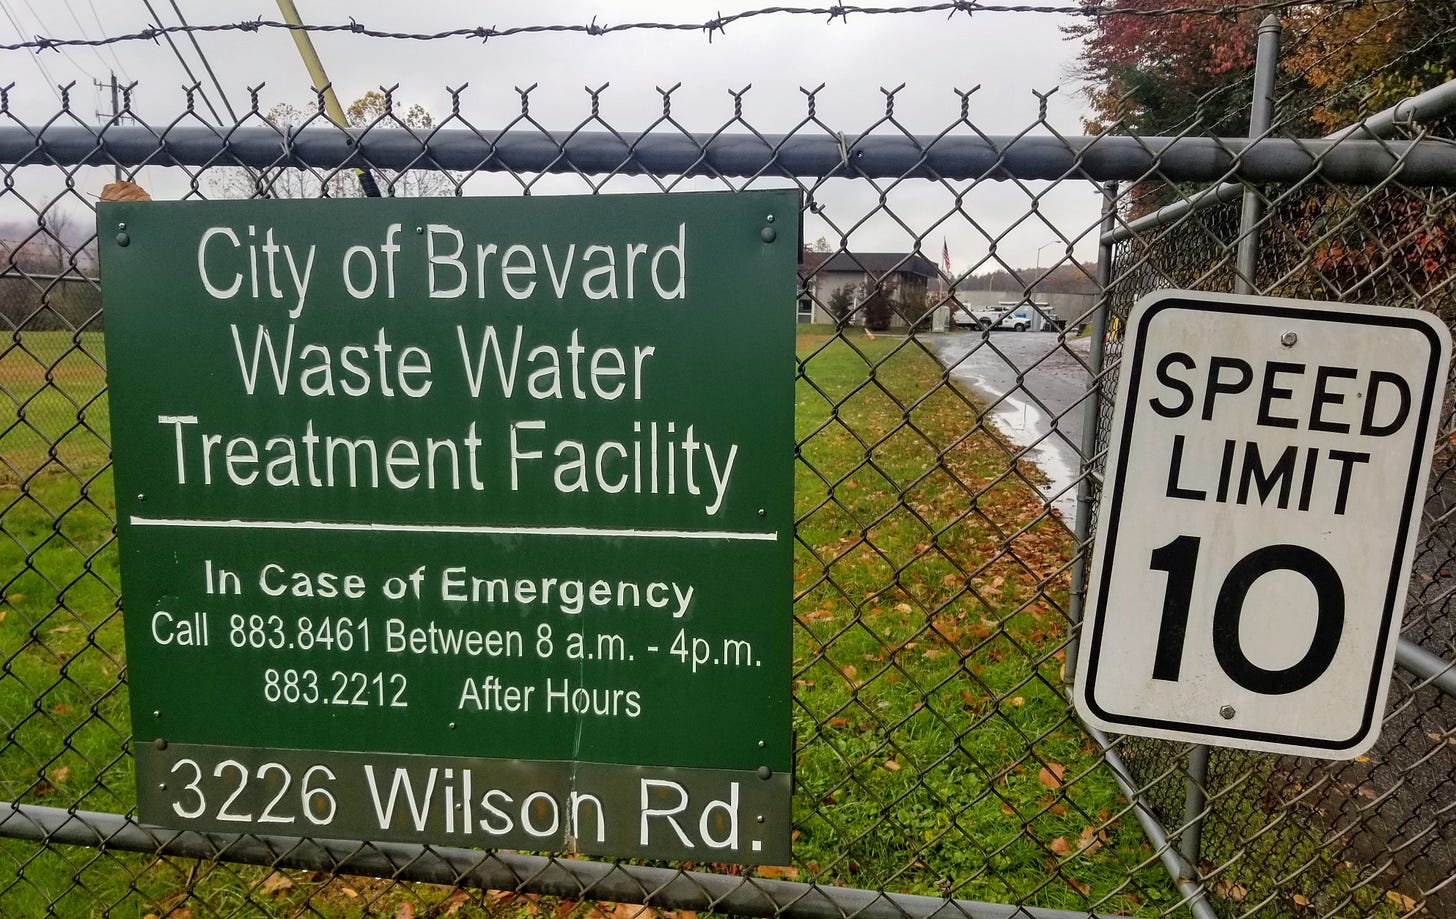 City of Brevard
Waste Water
Treatment Facility
In Case of Emergency
Call 883.8461 Between 8 a.m. - 4p.m.
883.2212 After Hours
3226 Wilson Rd.
SPEED
LIMIT
10